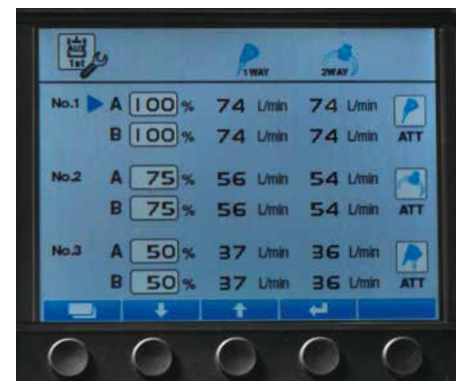 AUX
1st
1WAY 2WAY
No.1 A 100 % 74 L/min 74 L/min
B 100 % 74 L/min 74 L/min ATT
No.2 A 75 % 56 L/min 54 L/min
B 75 % 56 L/min 54 L/min ATT
No.3 A 50 % 37 L/min 36 L/min
B 50 % 37 L/min 36 L/min ATT